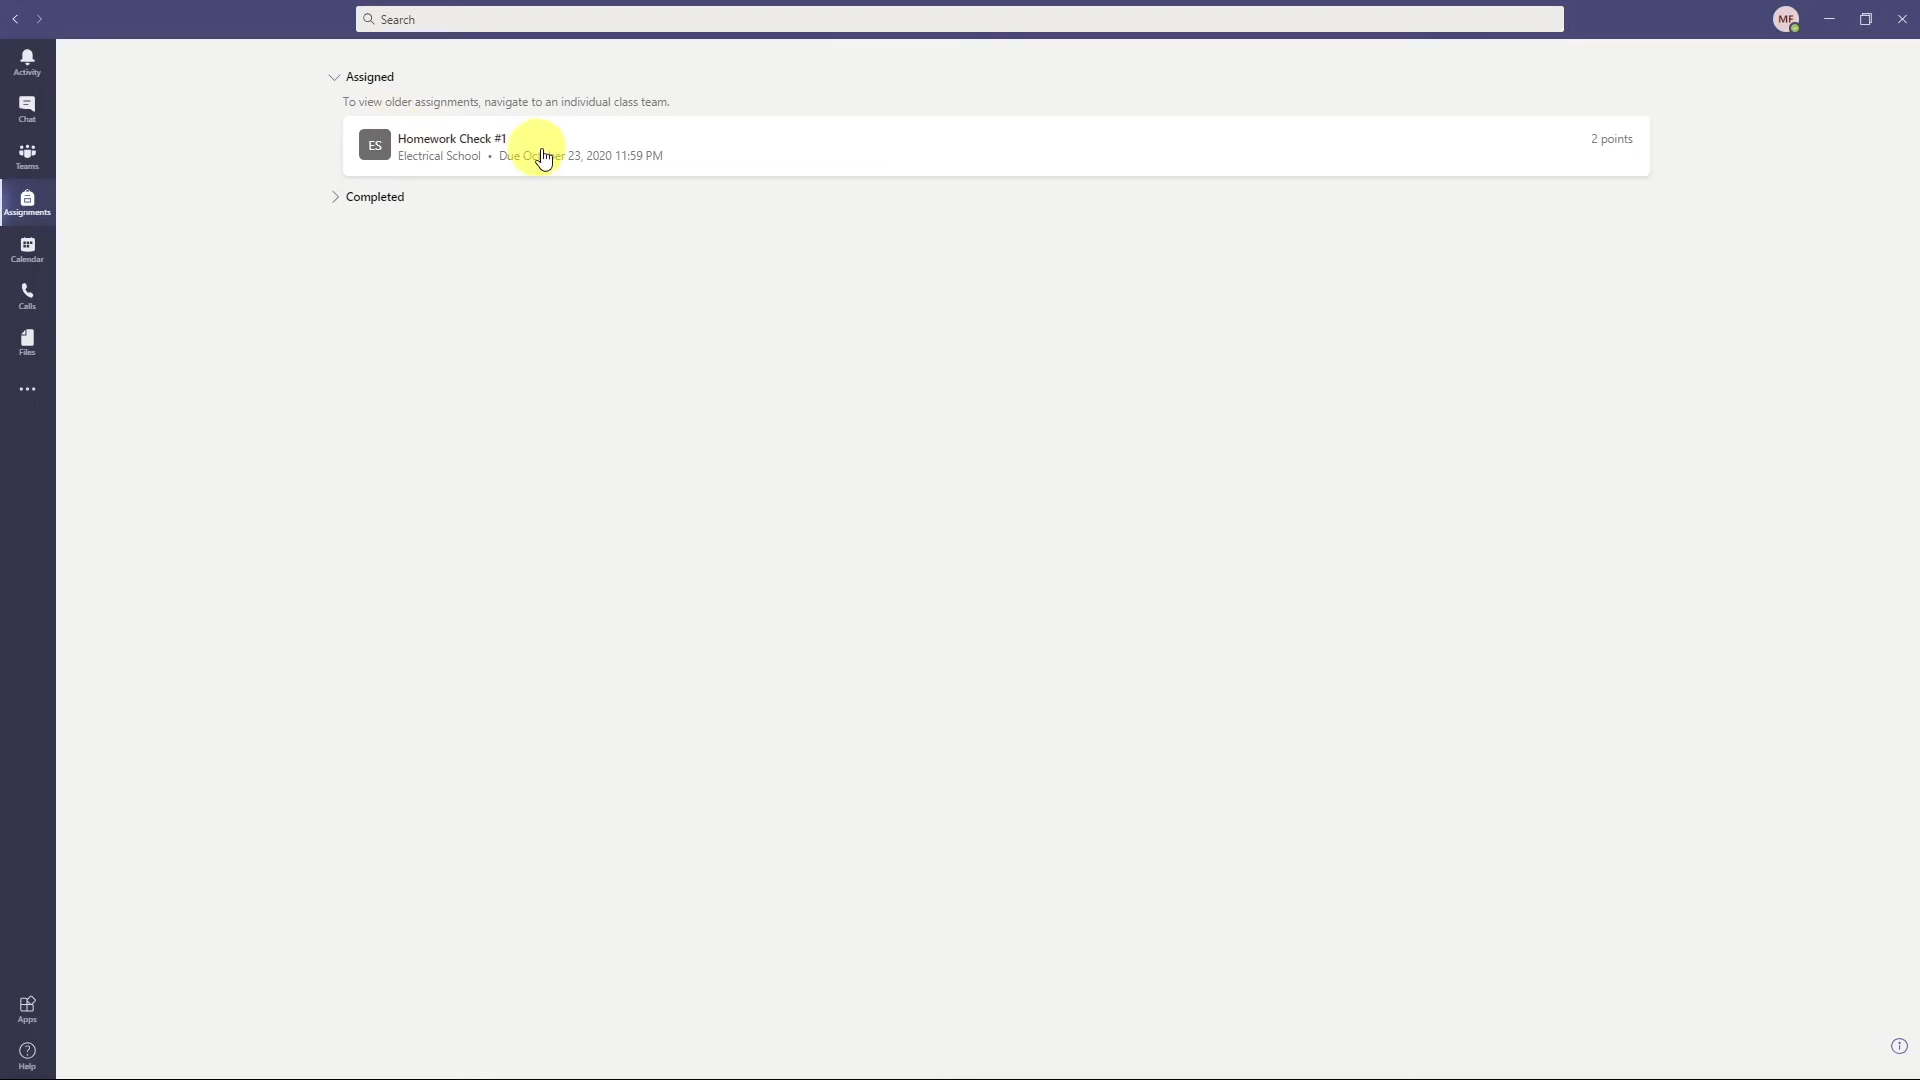 Search
MF
Activity
Chat
Teams
Assignments
Calendar
Calls
Files
Assigned
To view older assignments, navigate to an individual class team.
ES
Homework Check #1
2 points
Electrical School • Due October 23, 2020 11:59 PM
Completed
Apps
Help